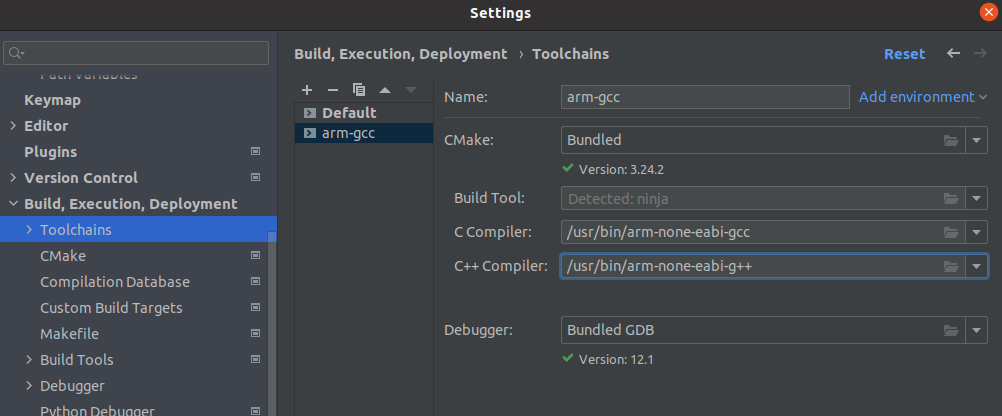 Settings
Build, Execution, Deployment › Toolchains
Reset
Path Variables
Keymap
Editor
Plugins
Version Control
Build, Execution, Deployment
Toolchains
CMake
Compilation Database
Custom Build Targets
Makefile
Build Tools
Debugger
Python Debugger
Default
arm-gcc
Name: arm-gcc Add environment
CMake: Bundled
Version: 3.24.2
Build Tool: Detected: ninja
C Compiler: /usr/bin/arm-none-eabi-gcc
C++ Compiler: /usr/bin/arm-none-eabi-g++
Debugger: Bundled GDB
Version: 12.1